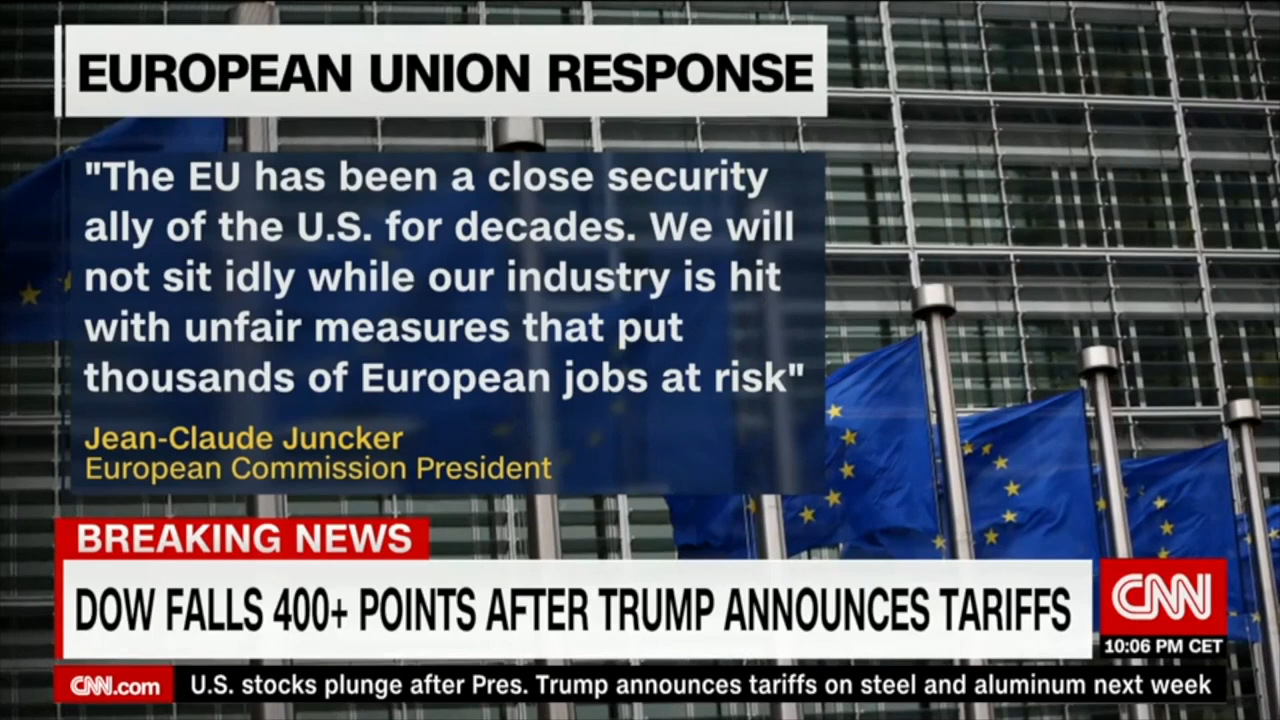 EUROPEAN UNION RESPONSE
"The EU has been a close security
ally of the U.S. for decades. We will
not sit idly while our industry is hit
with unfair measures that put
thousands of European jobs at risk"
Jean-Claude Juncker
European Commission President
BREAKING NEWS
DOW FALLS 400+ POINTS AFTER TRUMP ANNOUNCES TARIFFS
CNN
10:06 PM CET
CNN.com
U.S. stocks plunge after Pres. Trump announces tariffs on steel and aluminum next week